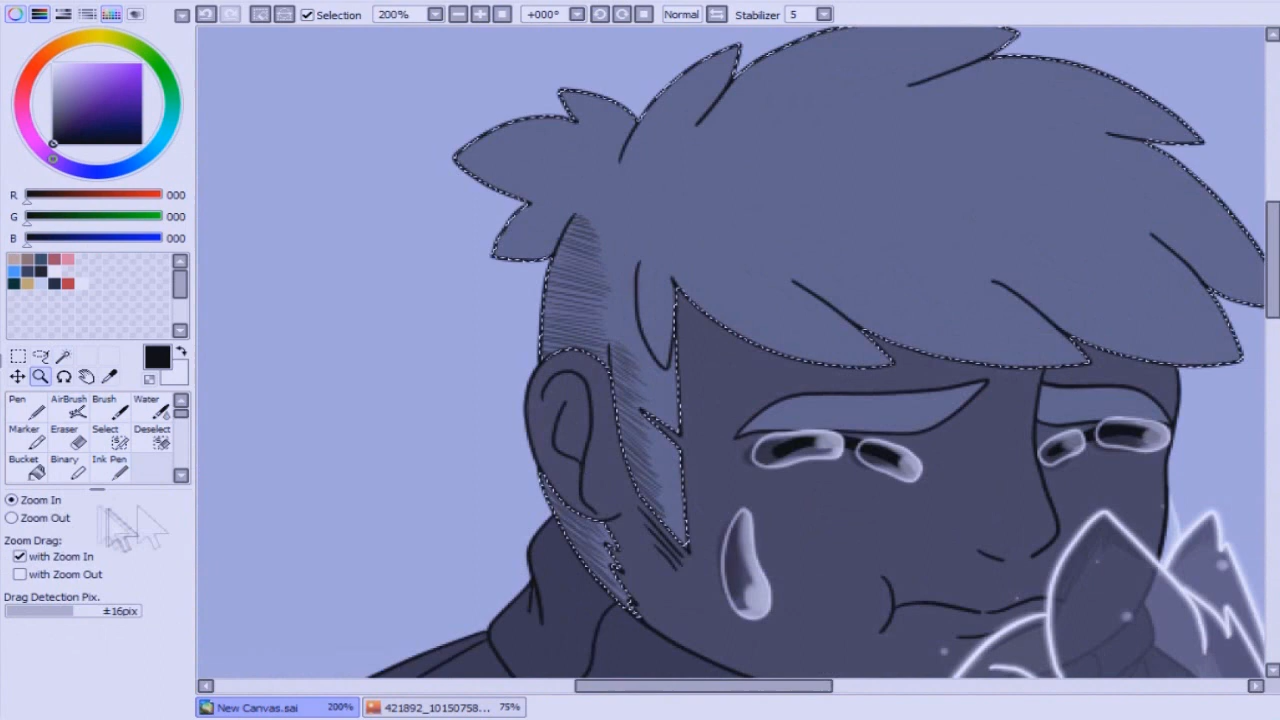 Selection 200% +000° Normal Stabilizer 5
R 000
G 000
B 000
Pen AirBrush Brush Water
Marker Eraser Select Deselect
Bucket Binary Ink Pen
Zoom In
Zoom Out
Zoom Drag:
with Zoom In
with Zoom Out
Drag Detection Pix.
±16pix
New Canvas.sai 200% 421892_10150758... 75%